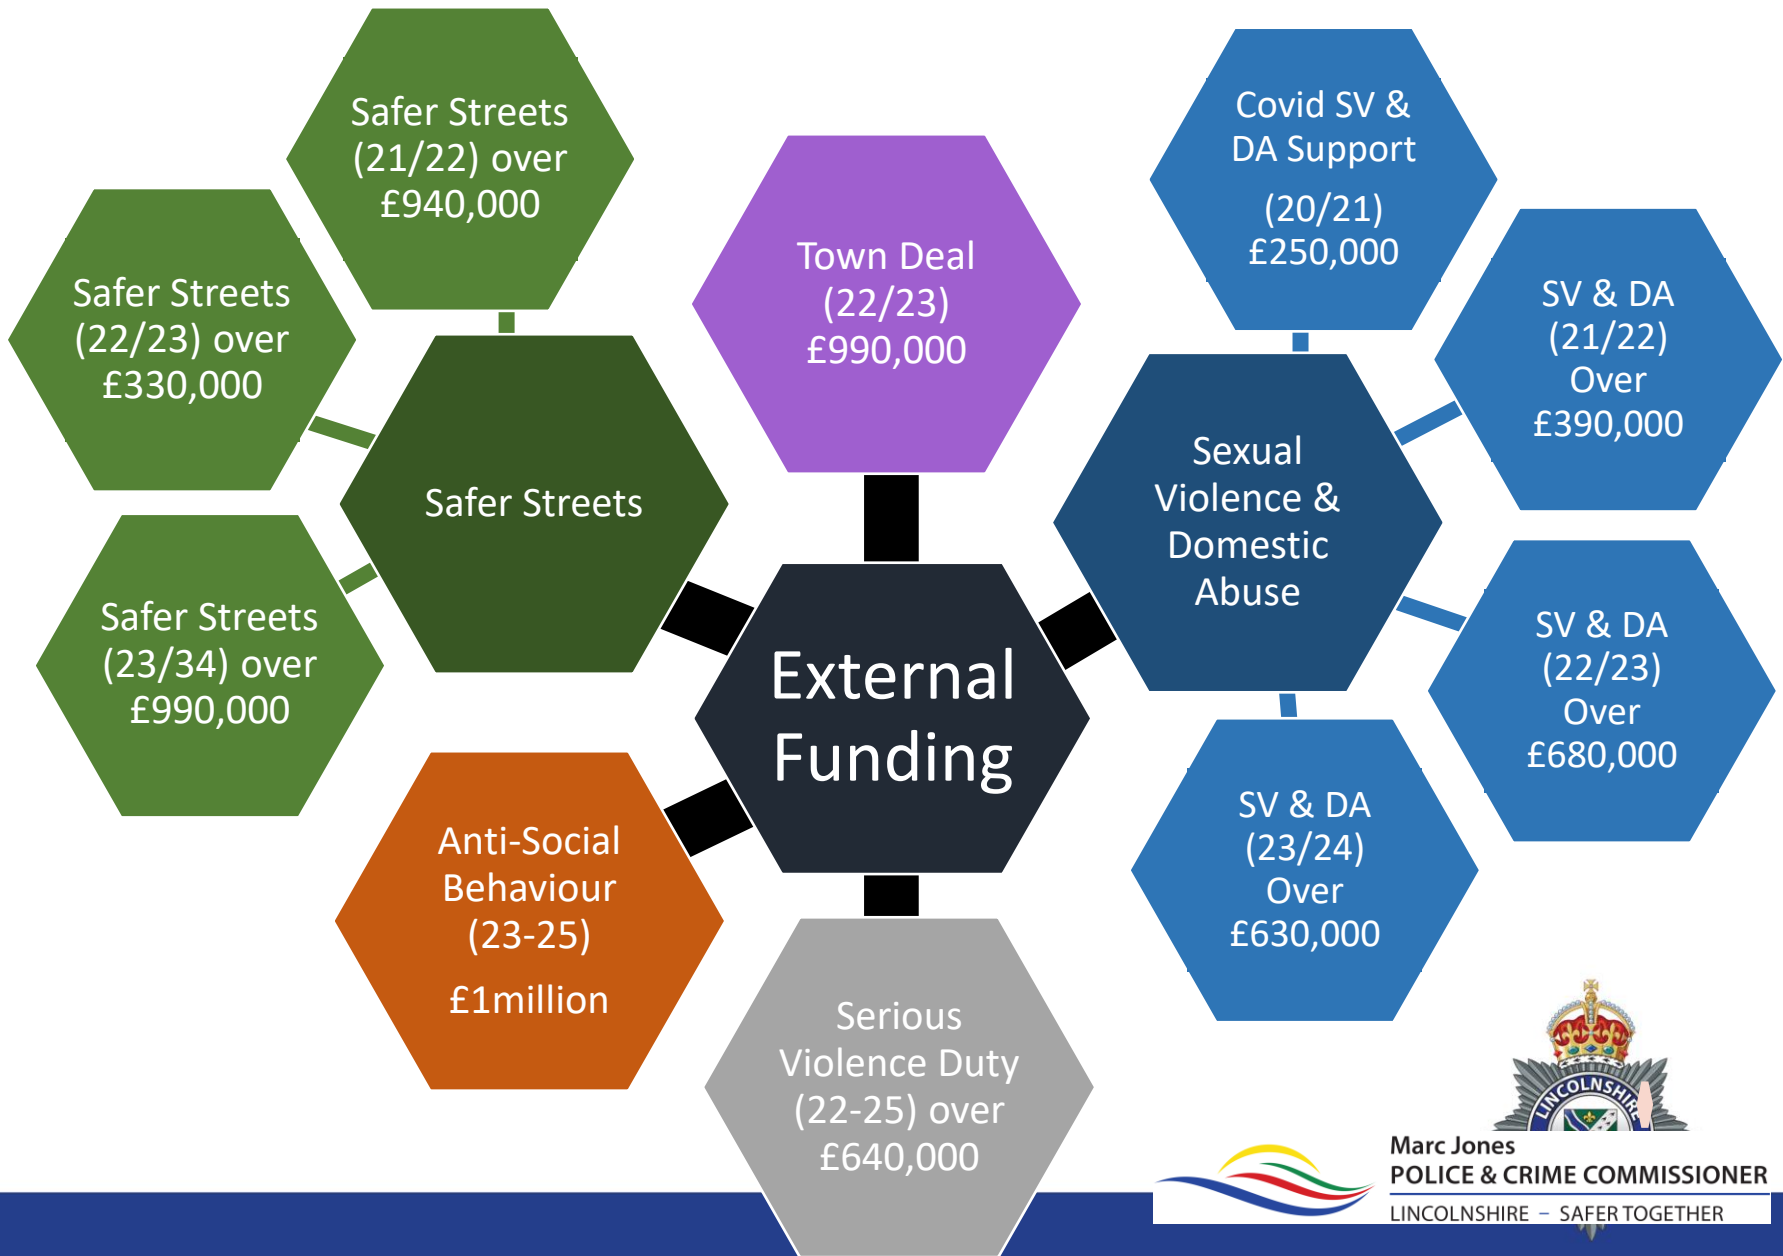 Safer Streets
(21/22) over
£940,000
Safer Streets
(22/23) over
£330,000
Safer Streets
(23/34) over
£990,000
Safer Streets
Town Deal
(22/23)
£990,000
Covid SV &
DA Support
(20/21)
£250,000
SV & DA
(21/22)
Over
£390,000
Sexual
Violence &
Domestic
Abuse
SV & DA
(22/23)
Over
£680,000
SV & DA
(23/24)
Over
£630,000
External
Funding
Anti-Social
Behaviour
(23-25)
£1million
Serious
Violence Duty
(22-25) over
£640,000
LINCOLNSHIRE
Marc Jones
POLICE & CRIME COMMISSIONER
LINCOLNSHIRE – SAFER TOGETHER